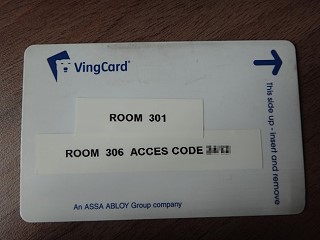 VingCard®
ROOM 301
ROOM 306 ACCES CODE
An ASSA ABLOY Group company
This side up - insert and remove